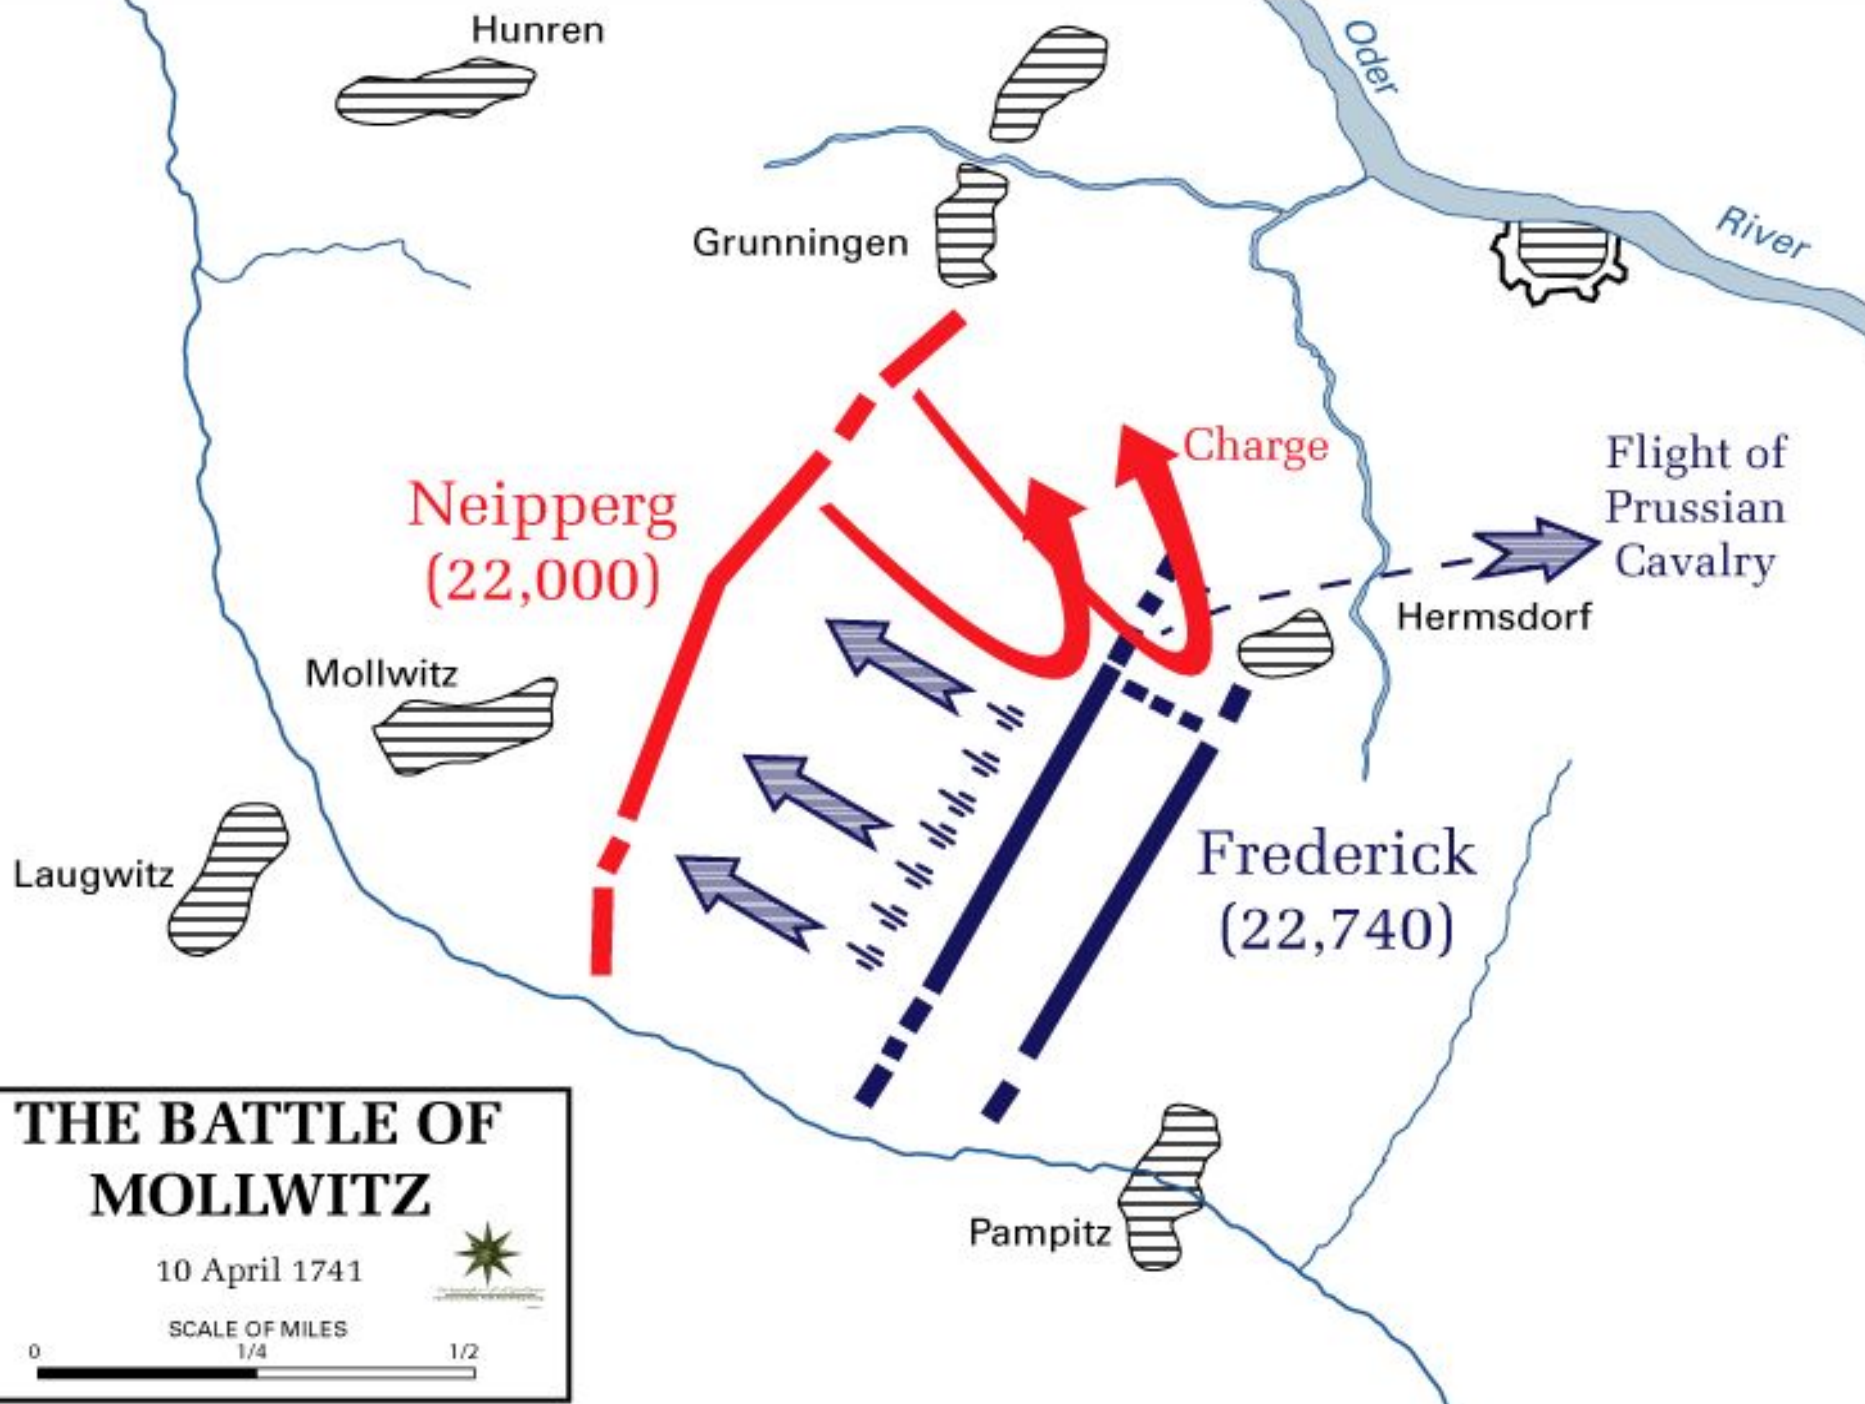 Hunren
Oder
River
Grunningen
Charge
Flight of
Prussian
Cavalry
Neipperg
(22,000)
Hermsdorf
Mollwitz
Laugwitz
Frederick
(22,740)
Pampitz
THE BATTLE OF
MOLLWITZ
10 April 1741
SCALE OF MILES
0 1/4 1/2